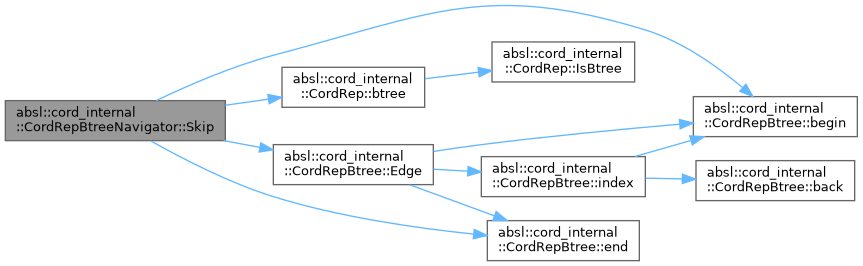 absl::cord_internal
::CordRepBtreeNavigator::Skip
absl::cord_internal
::CordRep::btree
absl::cord_internal
::CordRep::IsBtree
absl::cord_internal
::CordRepBtree::begin
absl::cord_internal
::CordRepBtree::Edge
absl::cord_internal
::CordRepBtree::index
absl::cord_internal
::CordRepBtree::back
absl::cord_internal
::CordRepBtree::end